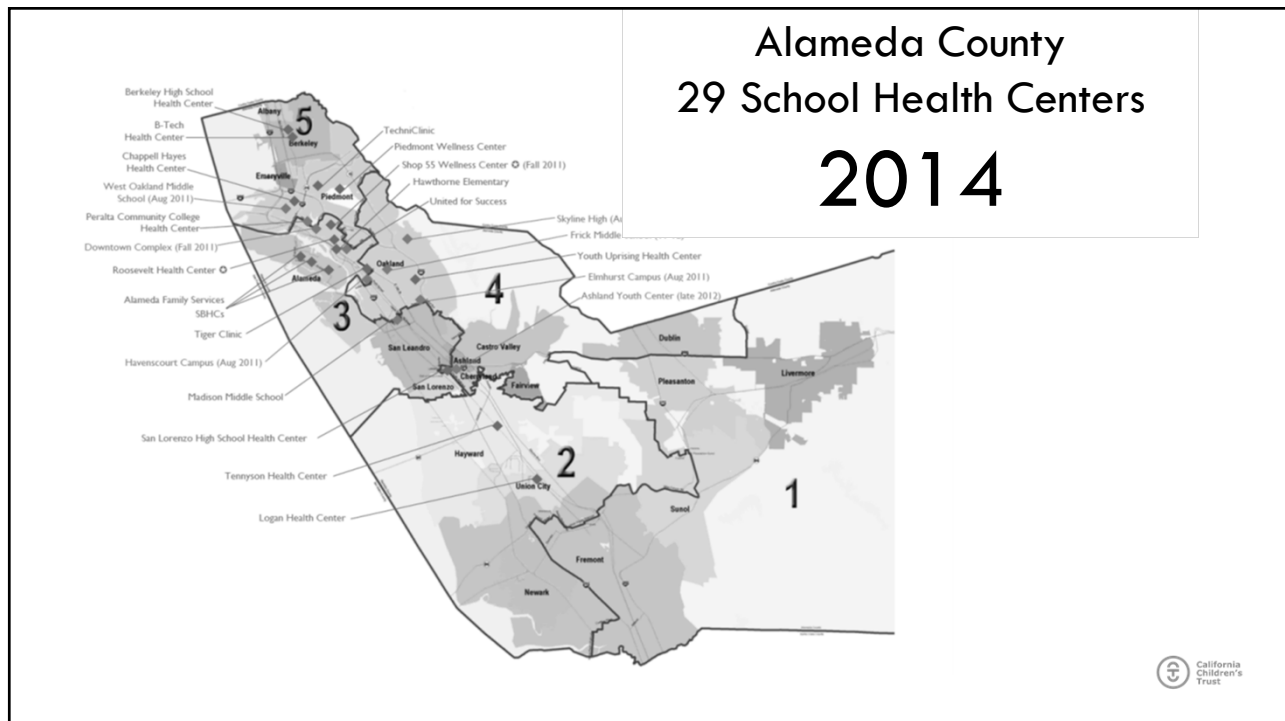 Alameda County
29 School Health Centers
2014
Berkeley High School
Health Center
B-Tech
Health Center
Chappell Hayes
Health Center
West Oakland Middle
School (Aug 2011)
Peralta Community College
Health Center
Downtown Complex (Fall 2011)
Roosevelt Health Center
Alameda Family Services
SBHCs
Tiger Clinic
Havenscourt Campus (Aug 2011)
Madison Middle School
San Lorenzo High School Health Center
Tennyson Health Center
Logan Health Center
TechniClinic
Piedmont Wellness Center
Shop 55 Wellness Center (Fall 2011)
Hawthorne Elementary
United for Success
Skyline High
Frick Middle
Youth Uprising Health Center
Elmhurst Campus (Aug 2011)
Ashland Youth Center (late 2012)
Albany
5
Berkeley
Emeryville
Piedmont
Oakland
Alameda
4
3
San Leandro
Castro Valley
Ashland
San Lorenzo
Fairview
Dublin
Pleasanton
Livermore
Hayward
2
Union City
1
Sunol
Fremont
Newark
California
Children's
Trust